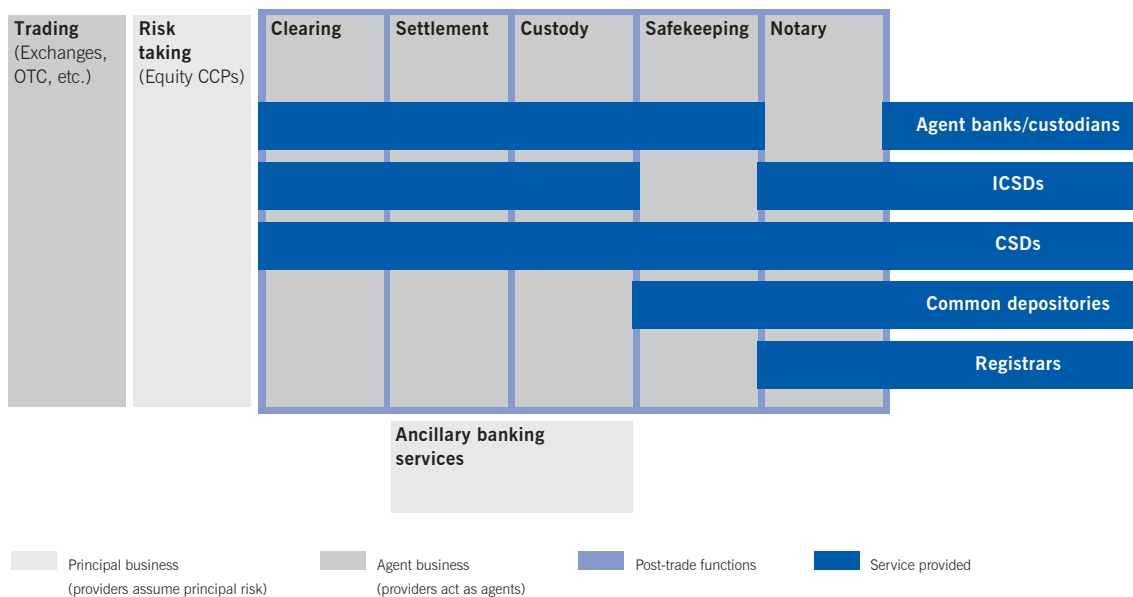 Trading
(Exchanges,
OTC, etc.)
Risk
taking
(Equity CCPs)
Clearing
Settlement
Custody
Safekeeping
Notary
Agent banks/custodians
ICSDs
CSDs
Common depositories
Registrars
Ancillary banking
services
Principal business
(providers assume principal risk)
Agent business
(providers act as agents)
Post-trade functions
Service provided